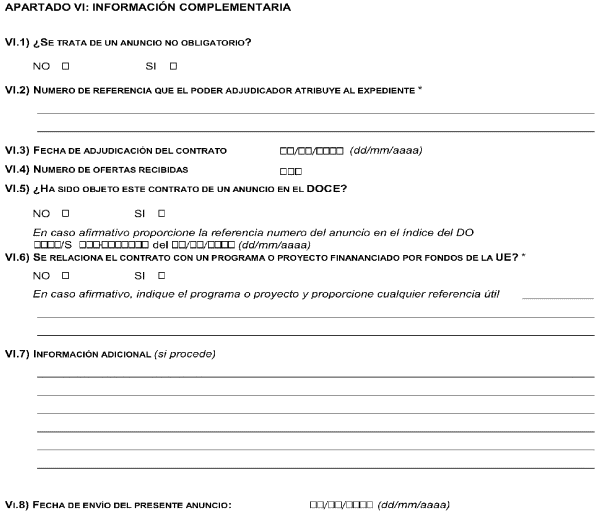 APARTADO VI: INFORMACIÓN COMPLEMENTARIA
VI.1) ¿SE TRATA DE UN ANUNCIO NO OBLIGATORIO?
NO □ SI □
VI.2) NUMERO DE REFERENCIA QUE EL PODER ADJUDICADOR ATRIBUYE AL EXPEDIENTE *
VI.3) FECHA DE ADJUDICACIÓN DEL CONTRATO □□/□□/□□□□ (dd/mm/aaaa)
VI.4) NUMERO DE OFERTAS RECIBIDAS □□□
VI.5) ¿HA SIDO OBJETO ESTE CONTRATO DE UN ANUNCIO EN EL DOCE?
NO □ SI □
En caso afirmativo proporcione la referencia numero del anuncio en el índice del DO
□□□□/S □□□-□□□□□□□ del □□/□□/□□□□ (dd/mm/aaaa)
VI.6) SE RELACIONA EL CONTRATO CON UN PROGRAMA O PROYECTO FINANANCIADO POR FONDOS DE LA UE? *
NO □ SI □
En caso afirmativo, indique el programa o proyecto y proporcione cualquier referencia útil
VI.7) INFORMACIÓN ADICIONAL (si procede)
VI.8) FECHA DE ENVÍO DEL PRESENTE ANUNCIO: □□/□□/□□□□ (dd/mm/aaaa)